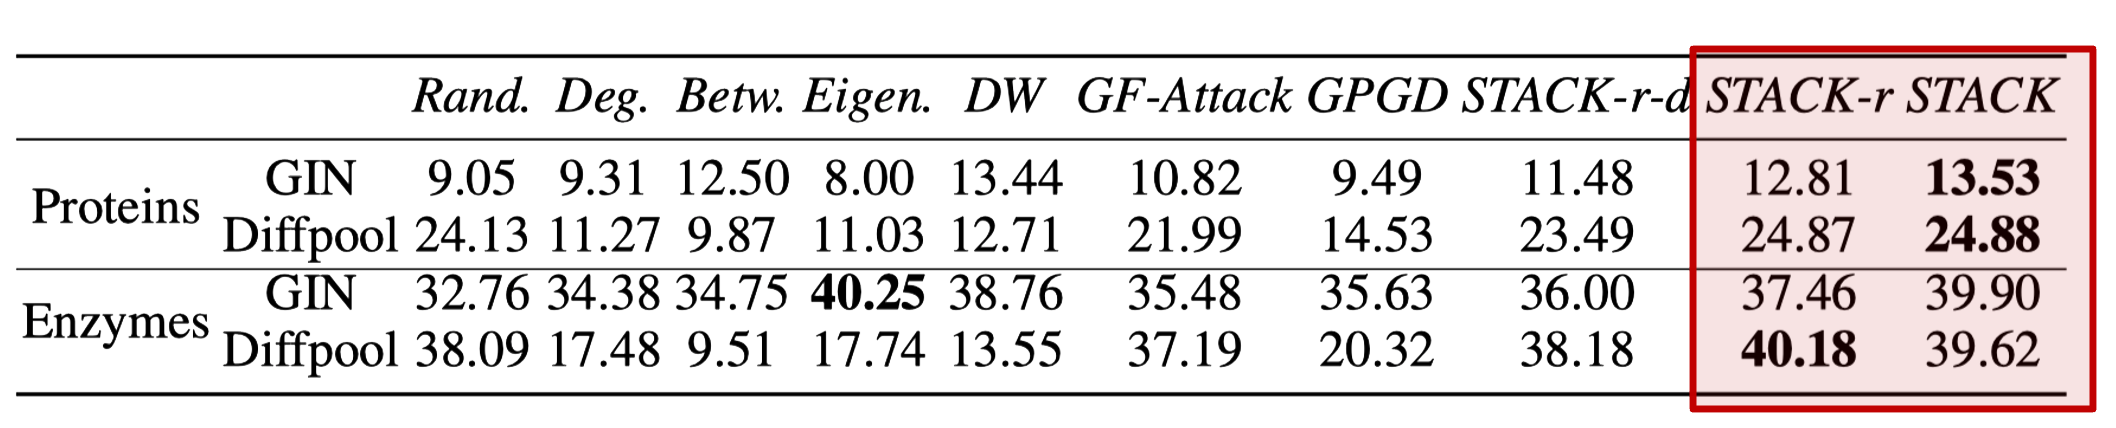 Rand. Deg. Betw. Eigen. DW GF-Attack GPGD STACK-r-d STACK-r STACK
Proteins
GIN 9.05 9.31 12.50 8.00 13.44 10.82 9.49 11.48 12.81 13.53
Diffpool 24.13 11.27 9.87 11.03 12.71 21.99 14.53 23.49 24.87 24.88
Enzymes
GIN 32.76 34.38 34.75 40.25 38.76 35.48 35.63 36.00 37.46 39.90
Diffpool 38.09 17.48 9.51 17.74 13.55 37.19 20.32 38.18 40.18 39.62